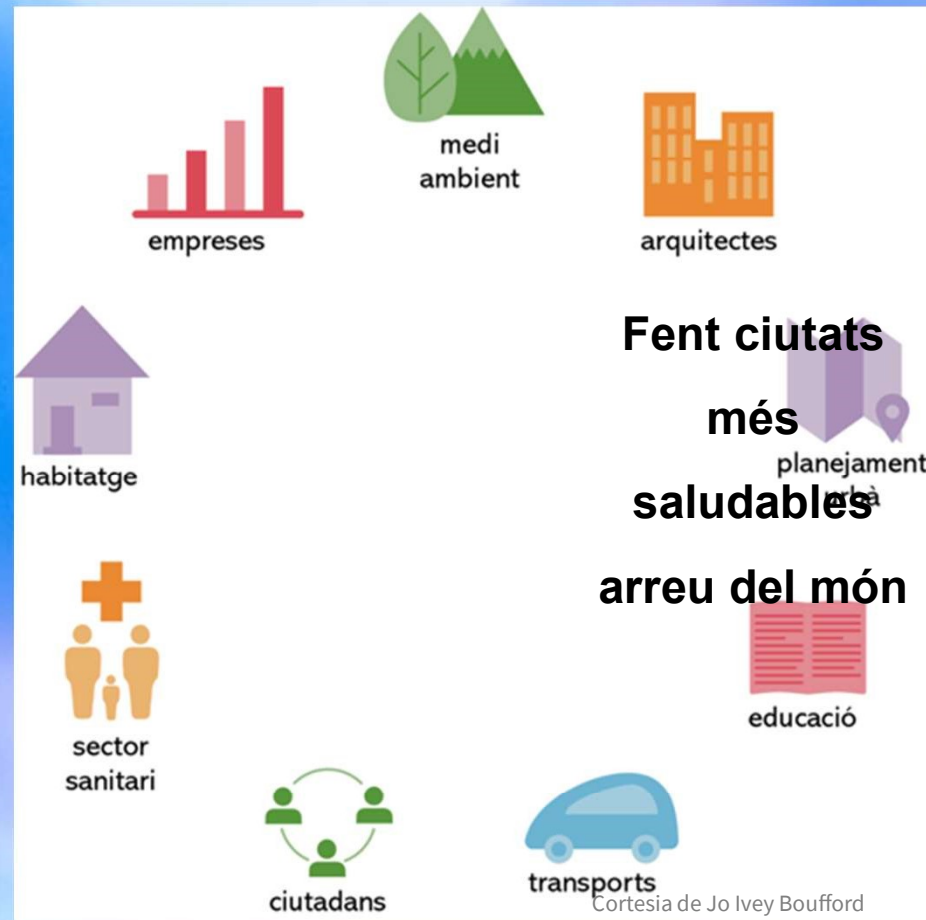 medi
ambient
empreses
arquitectes
Fent ciutats
més
saludables
arreu del món
habitatge
planejament
urbà
educació
sector
sanitari
ciutadans
transports
Cortesia de Jo Ivey Boufford